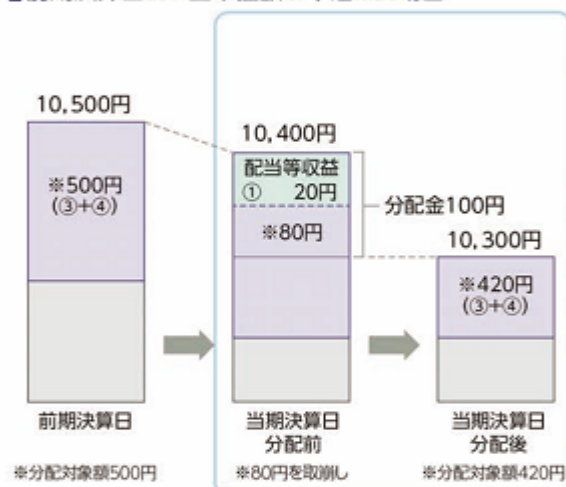 10,500円
※500円
(③+④)
10,400円
配当等収益
① 20円
※80円
分配金100円
10,300円
※420円
(③+④)
前期決算日
当期決算日
分配前
当期決算日
分配後
※分配対象額500円
※80円を取崩し
※分配対象額420円